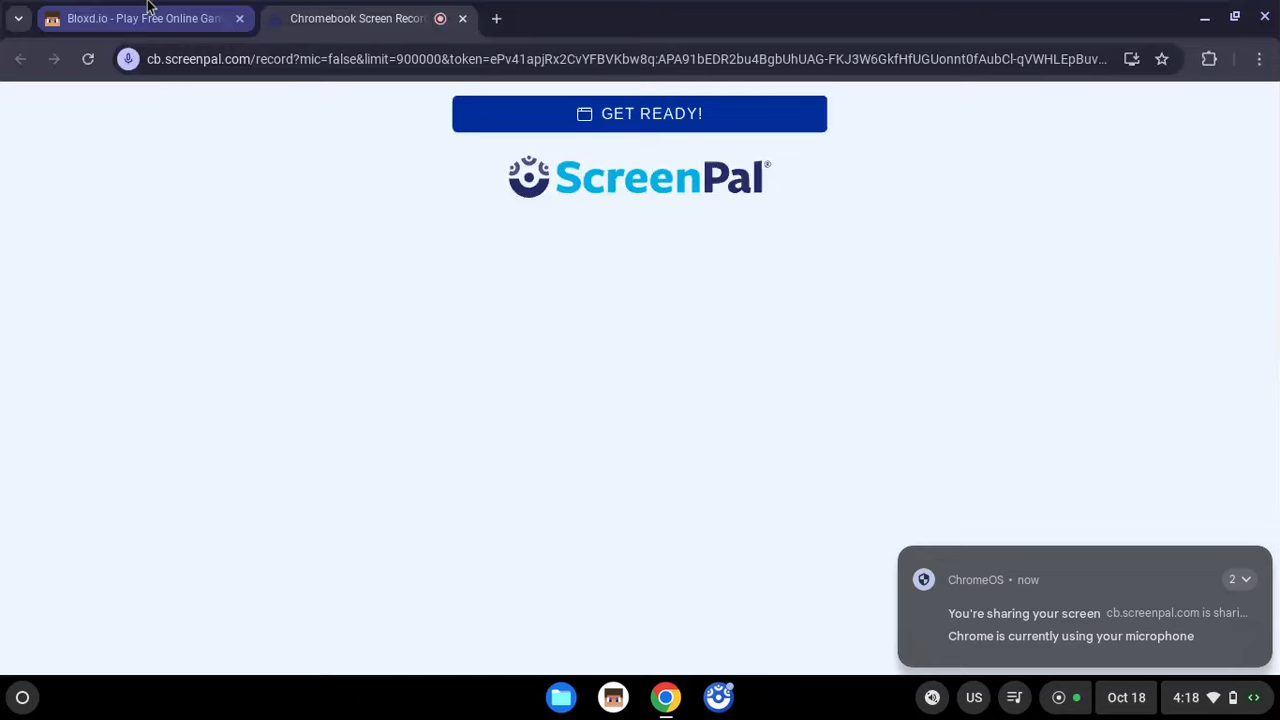 Bloxd.io - Play Free Online Gam
Chromebook Screen Recor
cb.screenpal.com/record?mic=false&limit=900000&token=ePv41apjRx2CvYFBVKbw8q:APA91bEDR2bu4BgbUhUAG-FKJ3W6GkfHfUGUonnt0fAubCl-qVWHLEpBuv...
GET READY!
ScreenPal®
ChromeOS • now
2
You're sharing your screen cb.screenpal.com is shari...
Chrome is currently using your microphone
US
Oct 18
4:18